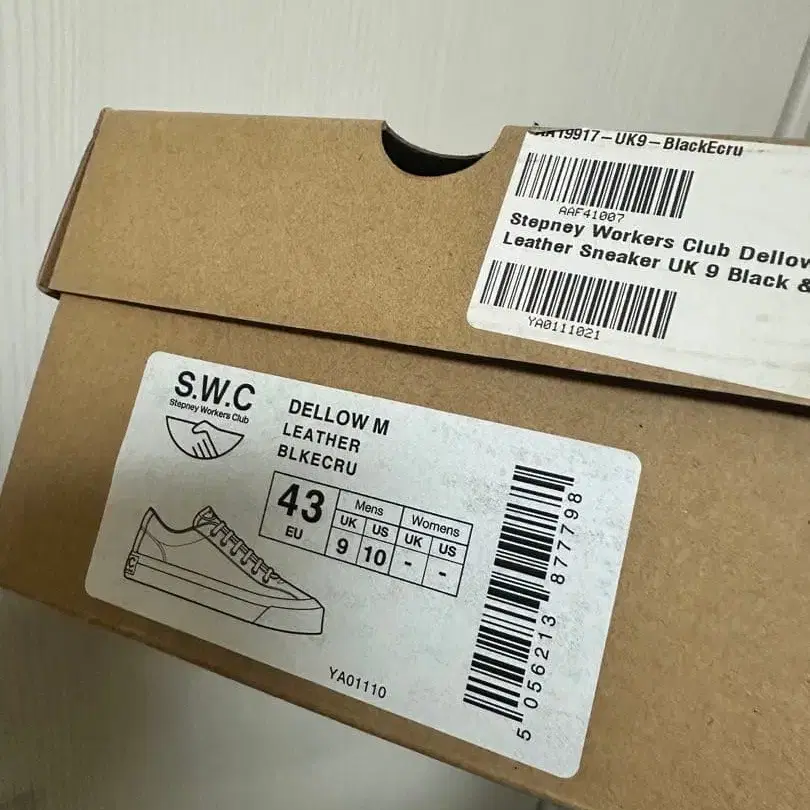 19917-UK9-BlackEcru
AAF41007
Stepney Workers Club Dellow
Leather Sneaker UK 9 Black &
YA0111021
S.W.C
Stepney Workers Club
DELLOW M
LEATHER
BLKECRU
43
EU
Mens
Womens
UK
US
UK
US
9
10
-
-
YA01110
5 056213 877798